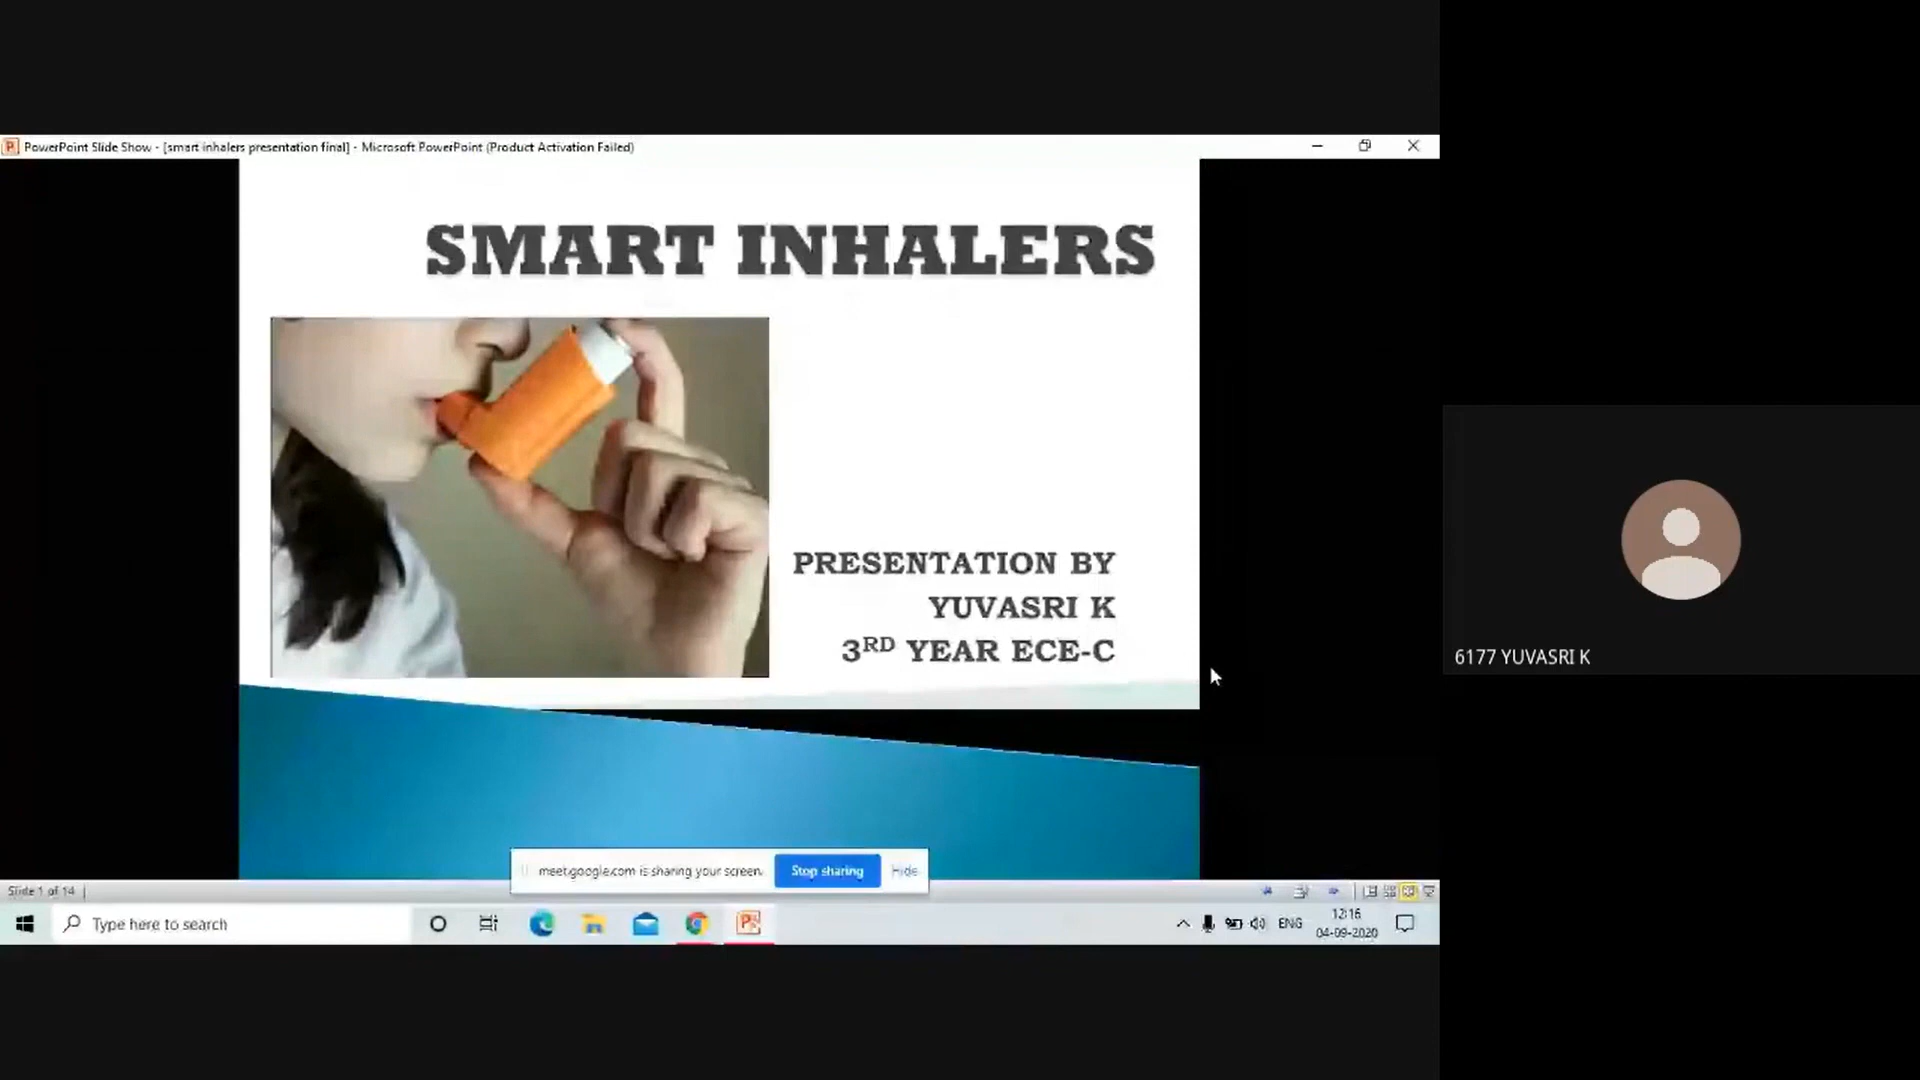 PowerPoint Slide Show - [smart inhalers presentation final] - Microsoft PowerPoint (Product Activation Failed)
SMART INHALERS
PRESENTATION BY
YUVASRI K
3RD YEAR ECE-C
6177 YUVASRI K
meet.google.com is sharing your screen.
Stop sharing
Hide
Slide 1 of 14
Type here to search
ENG
12:16
04-09-2020